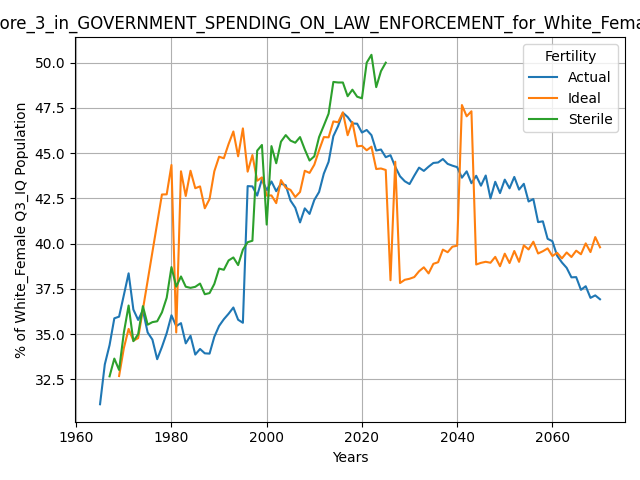 ore_3_in_GOVERNMENT_SPENDING_ON_LAW_ENFORCEMENT_for_White_Fema
% of White_Female Q3_IQ Population
50.0
47.5
45.0
42.5
40.0
37.5
35.0
32.5
Fertility
Actual
Ideal
Sterile
1960
1980
2000
2020
2040
2060
Years